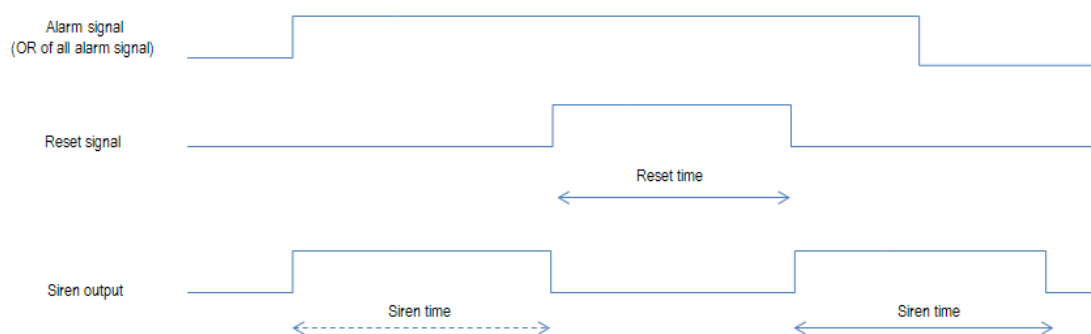 Alarm signal
(OR of all alarm signal)
Reset signal
Reset time
Siren output
Siren time
Siren time